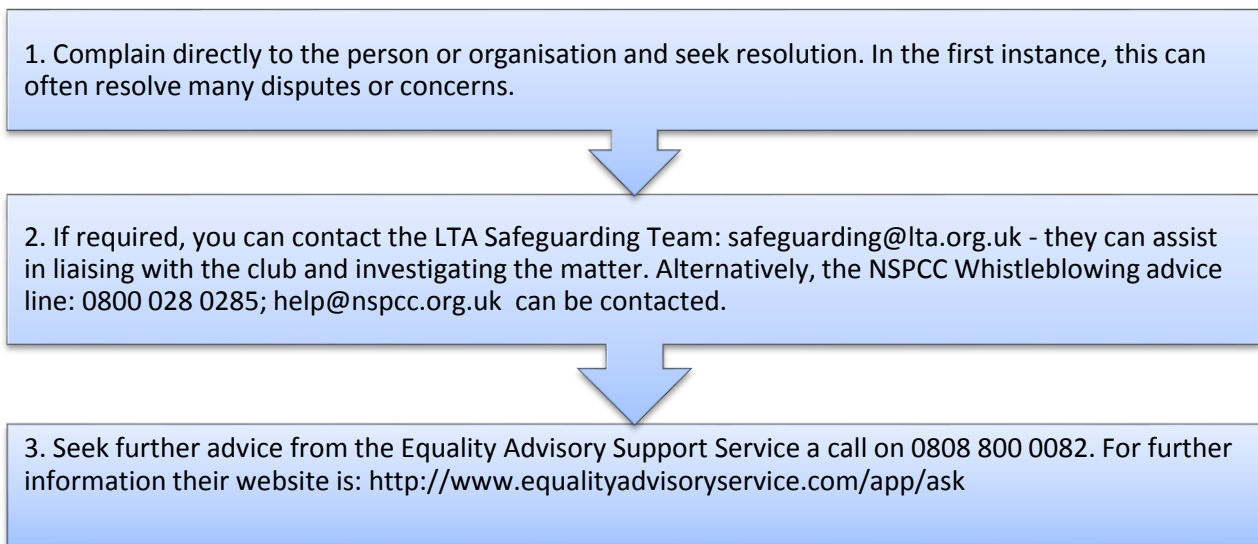 1. Complain directly to the person or organisation and seek resolution. In the first instance, this can
often resolve many disputes or concerns.
2. If required, you can contact the LTA Safeguarding Team: safeguarding@lta.org.uk - they can assist
in liaising with the club and investigating the matter. Alternatively, the NSPCC Whistleblowing advice
line: 0800 028 0285; help@nspcc.org.uk  can be contacted.
3. Seek further advice from the Equality Advisory Support Service a call on 0808 800 0082. For further
information their website is: http://www.equalityadvisoryservice.com/app/ask